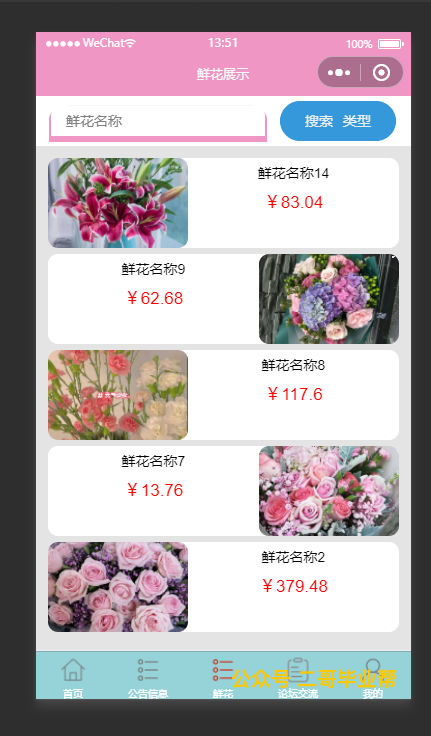 WeChat 13:51 100%
鲜花展示
鲜花名称 搜索 类型
鲜花名称14
￥83.04
鲜花名称9
￥62.68
鲜花名称8
￥117.6
鲜花名称7
￥13.76
鲜花名称2
￥379.48
公众号 二哥毕业帮
首页 公告信息 鲜花 论坛交流 我的